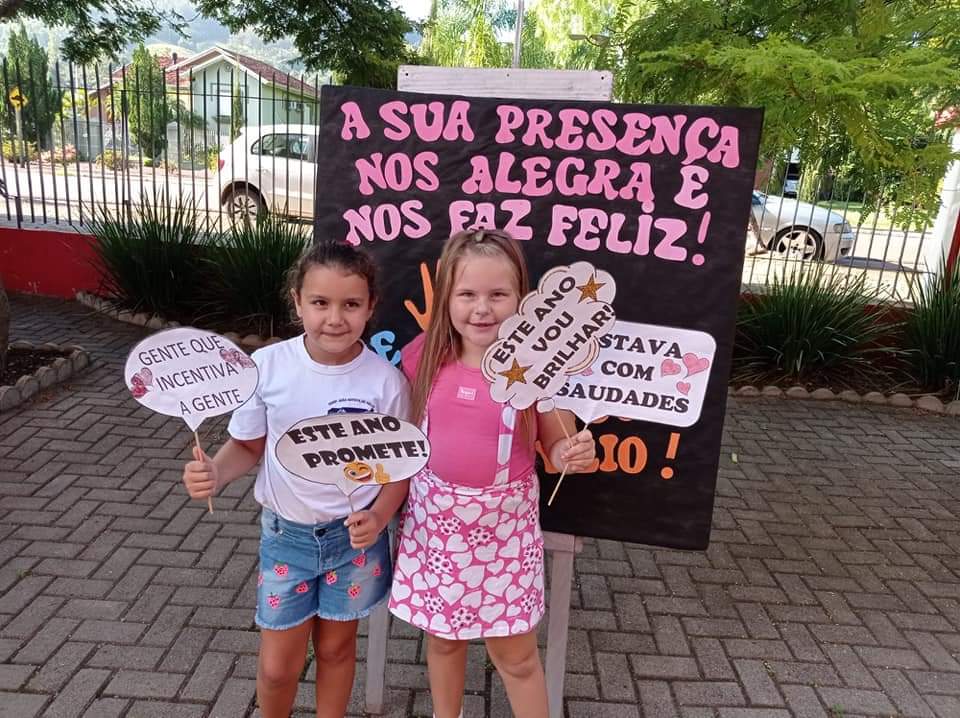 A SUA PRESENÇA
NOS ALEGRA E
NOS FAZ FELIZ!
GENTE QUE
INCENTIVA
A GENTE
ESTE ANO
PROMETE!
ESTE ANO
VOU
BRILHAR!
ESTAVA
COM
SAUDADES
LIO!